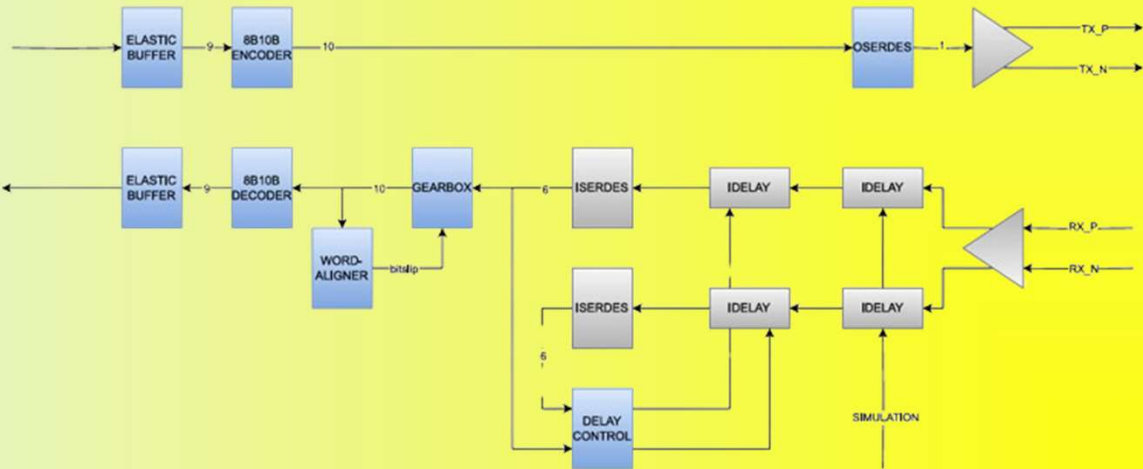 ELASTIC
BUFFER
9
8B10B
ENCODER
10
OSERDES
1
TX_P
TX_N
ELASTIC
BUFFER
9
8B10B
DECODER
10
GEARBOX
6
ISERDES
IDELAY
IDELAY
RX_P
RX_N
WORD-
ALIGNER
bitslip
ISERDES
IDELAY
IDELAY
6
DELAY
CONTROL
SIMULATION